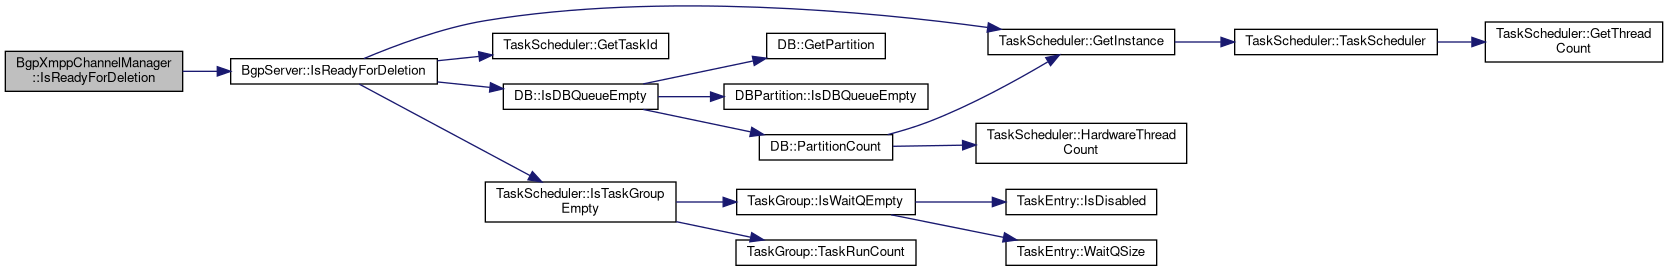 BgpXmppChannelManager
::IsReadyForDeletion
BgpServer::IsReadyForDeletion
TaskScheduler::GetTaskId
DB::IsDBQueueEmpty
TaskScheduler::IsTaskGroup
Empty
DB::GetPartition
DBPartition::IsDBQueueEmpty
DB::PartitionCount
TaskGroup::IsWaitQEmpty
TaskGroup::TaskRunCount
TaskScheduler::GetInstance
TaskScheduler::HardwareThread
Count
TaskEntry::IsDisabled
TaskEntry::WaitQSize
TaskScheduler::TaskScheduler
TaskScheduler::GetThread
Count